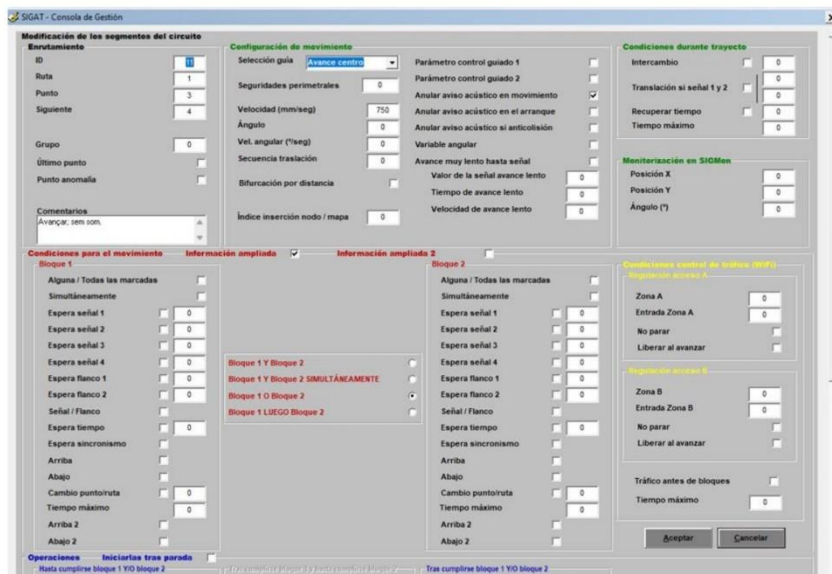 SIGAT - Consola de Gestión
Modificación de los segmentos del circuito
Enrutamiento
ID 11
Ruta 1
Punto 3
Siguiente 4
Grupo 0
Último punto
Punto anomalía
Comentarios
Avançar; sem som.
Configuración de movimiento
Selección guía Avance centro
Seguridades perimetrales 0
Velocidad (mm/seg) 750
Ángulo 0
Vel. angular (º/seg) 0
Secuencia traslación 0
Bifurcación por distancia
Índice inserción nodo / mapa 0
Parámetro control guiado 1
Parámetro control guiado 2
Anular aviso acústico en movimiento
Anular aviso acústico en el arranque
Anular aviso acústico si anticolisión
Variable angular
Avance muy lento hasta señal
Valor de la señal avance lento 0
Tiempo de avance lento 0
Velocidad de avance lento 0
Condiciones durante trayecto
Intercambio 0
Translación si señal 1 y 2 0
0
Recuperar tiempo 0
Tiempo máximo 0
Monitorización en SIGMon
Posición X 0
Posición Y 0
Ángulo (º) 0
Condiciones para el movimiento Información ampliada Información ampliada 2
Bloque 1
Alguna / Todas las marcadas
Simultáneamente
Espera señal 1 0
Espera señal 2 0
Espera señal 3 0
Espera señal 4 0
Espera flanco 1 0
Espera flanco 2 0
Señal / Flanco
Espera tiempo 0
Espera sincronismo
Arriba
Abajo
Cambio punto/ruta 0
Tiempo máximo 0
Arriba 2
Abajo 2
Bloque 1 Y Bloque 2
Bloque 1 Y Bloque 2 SIMULTÁNEAMENTE
Bloque 1 O Bloque 2
Bloque 1 LUEGO Bloque 2
Bloque 2
Alguna / Todas las marcadas
Simultáneamente
Espera señal 1 0
Espera señal 2 0
Espera señal 3 0
Espera señal 4 0
Espera flanco 1 0
Espera flanco 2 0
Señal / Flanco
Espera tiempo 0
Espera sincronismo
Arriba
Abajo
Cambio punto/ruta 0
Tiempo máximo 0
Arriba 2
Abajo 2
Condiciones control de tráfico (WiFi)
Regulación acceso A
Zona A 0
Entrada Zona A 0
No parar
Liberar al avanzar
Regulación acceso B
Zona B 0
Entrada Zona B 0
No parar
Liberar al avanzar
Tráfico antes de bloques
Tiempo máximo 0
Aceptar Cancelar
Operaciones Iniciarlas tras parada
Hasta cumplirse bloque 1 Y/O bloque 2
Tras cumplirse bloque 1 y hasta cumplirse bloque 2
Tras cumplirse bloque 1 Y/O bloque 2